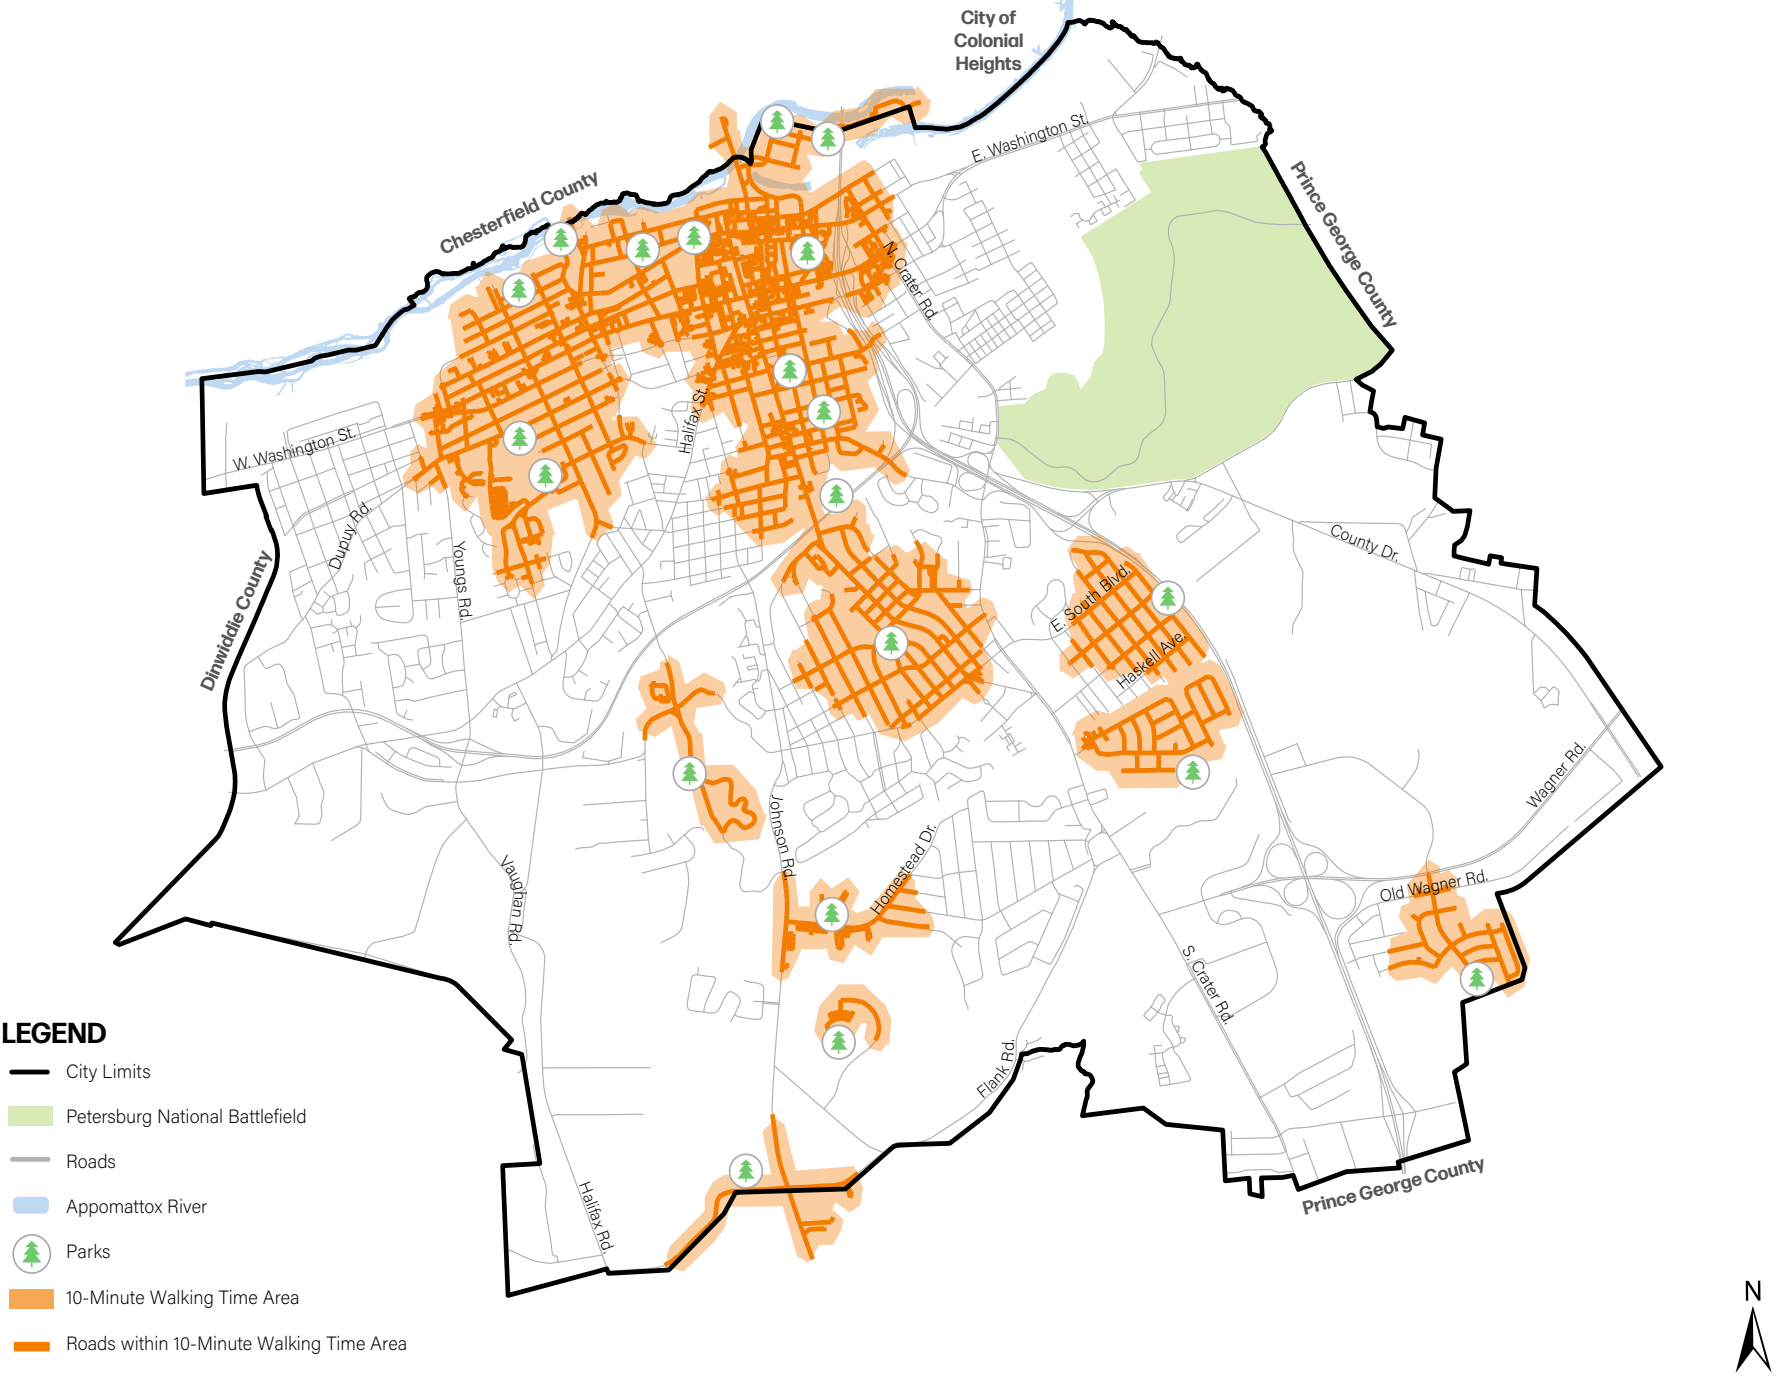 City of
Colonial
Heights
E. Washington St.
Chesterfield County
Prince George County
N. Crater Rd.
Halifax St.
W. Washington St.
Dupuy Rd.
Youngs Rd.
County Dr.
E. South Blvd.
Haskell Ave.
Dinwiddie County
Wagner Rd.
Johnson Rd.
Homestead Dr.
Vaughan Rd.
Old Wagner Rd.
S. Crater Rd.
Flank Rd.
Halifax Rd.
Prince George County
LEGEND
City Limits
Petersburg National Battlefield
Roads
Appomattox River
Parks
10-Minute Walking Time Area
Roads within 10-Minute Walking Time Area
N